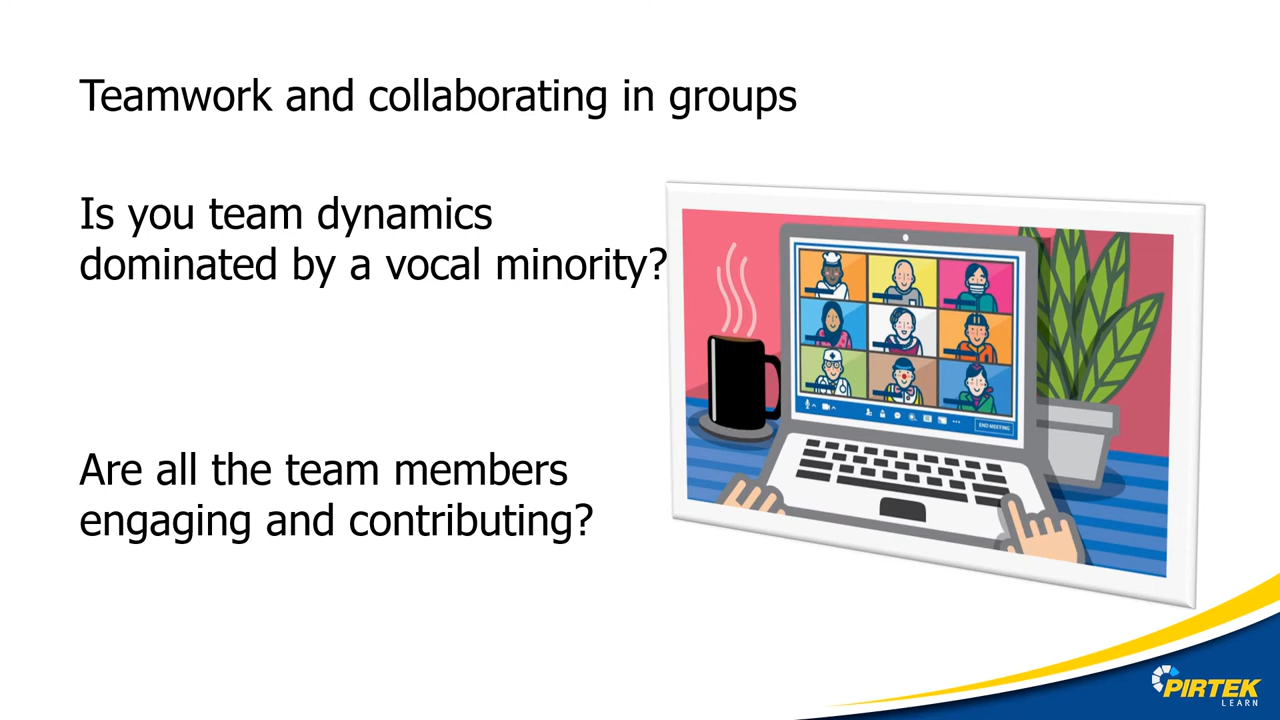 Teamwork and collaborating in groups
Is you team dynamics
dominated by a vocal minority?
Are all the team members
engaging and contributing?
END MEETING
PIRTEK
LEARN